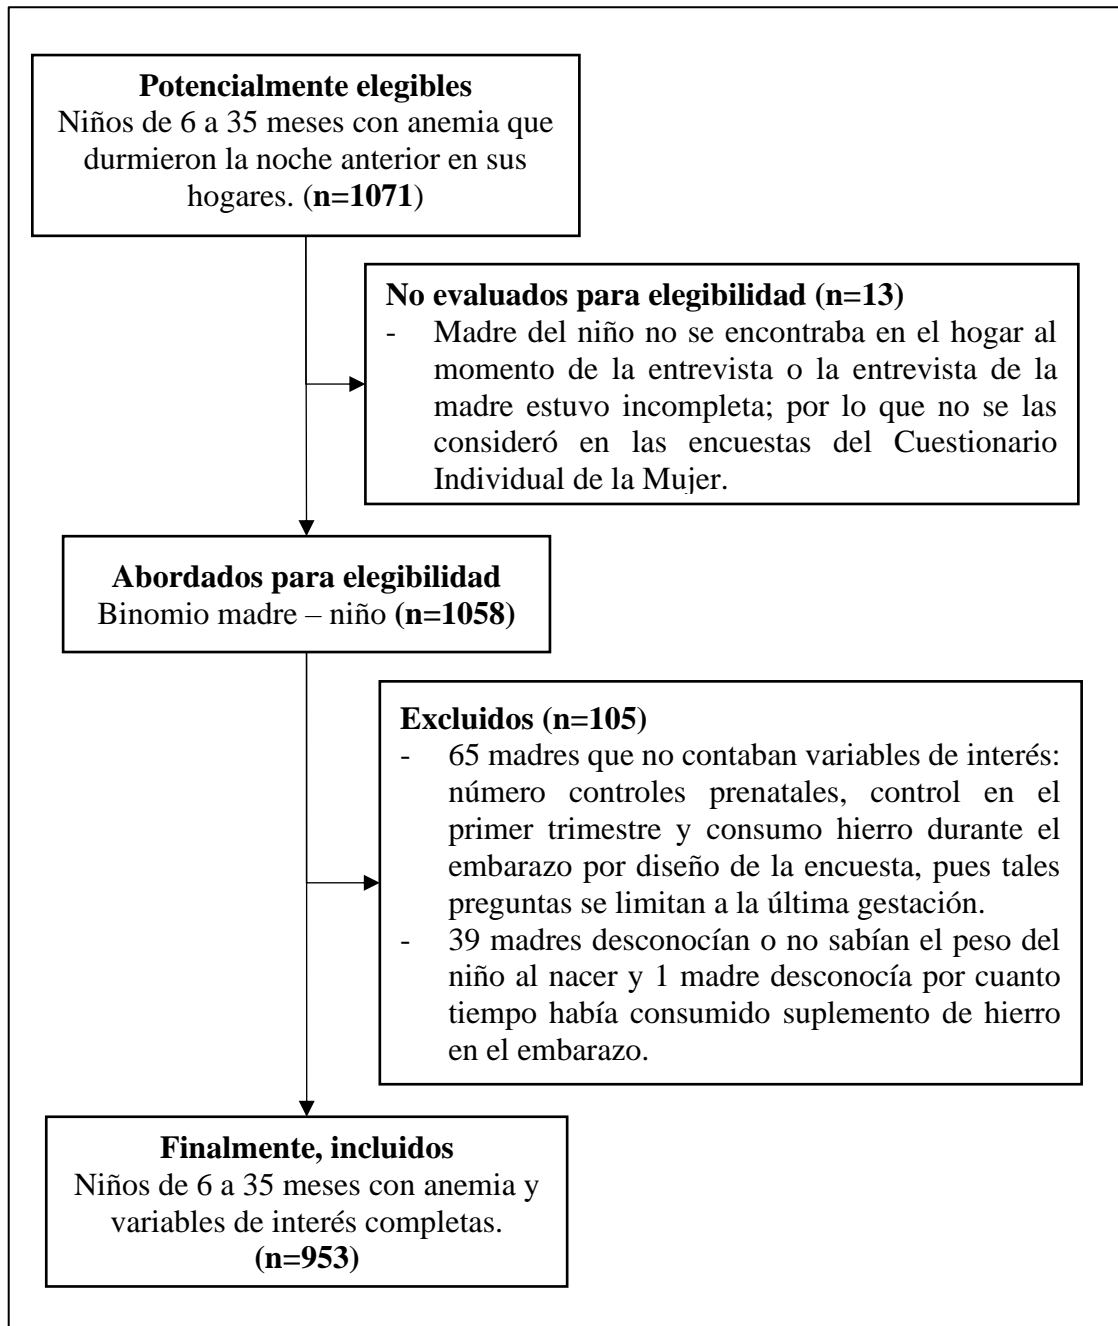 Potencialmente elegibles
Niños de 6 a 35 meses con anemia que
durmieron la noche anterior en sus
hogares. (n=1071)
No evaluados para elegibilidad (n=13)
- Madre del niño no se encontraba en el hogar al
momento de la entrevista o la entrevista de la
madre estuvo incompleta; por lo que no se las
consideró en las encuestas del Cuestionario
Individual de la Mujer.
Abordados para elegibilidad
Binomio madre – niño (n=1058)
Excluidos (n=105)
- 65 madres que no contaban variables de interés:
número controles prenatales, control en el
primer trimestre y consumo hierro durante el
embarazo por diseño de la encuesta, pues tales
preguntas se limitan a la última gestación.
- 39 madres desconocían o no sabían el peso del
niño al nacer y 1 madre desconocía por cuanto
tiempo había consumido suplemento de hierro
en el embarazo.
Finalmente, incluidos
Niños de 6 a 35 meses con anemia y
variables de interés completas.
(n=953)